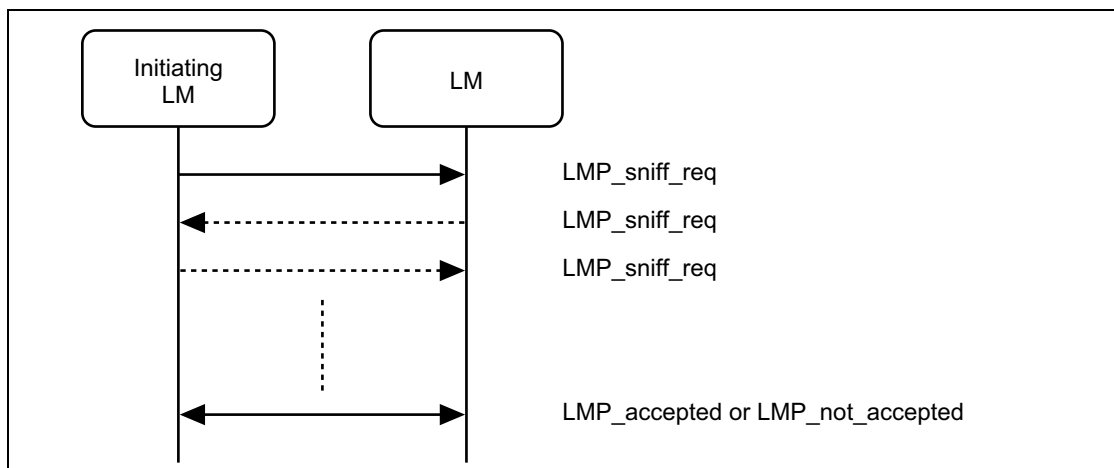 Initiating
LM
LM
LMP_sniff_req
LMP_sniff_req
LMP_sniff_req
LMP_accepted or LMP_not_accepted